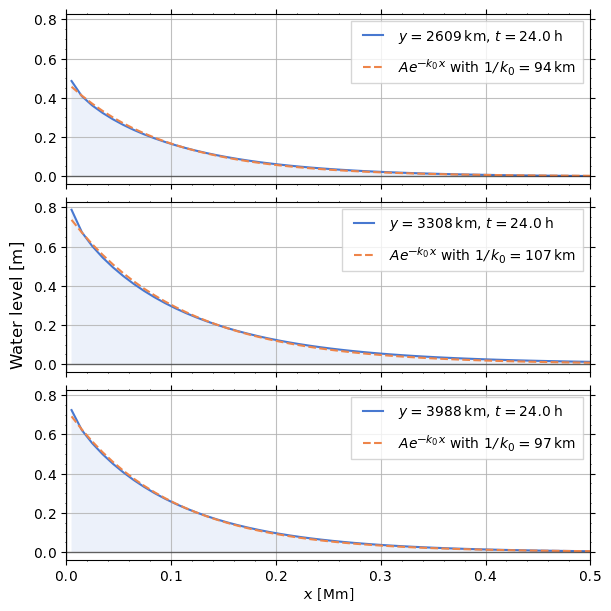 0.8
0.6
0.4
0.2
0.0
y = 2609 km, t = 24.0 h
Ae^{-k_0 x} with 1/k_0 = 94 km
0.8
0.6
0.4
0.2
0.0
y = 3308 km, t = 24.0 h
Ae^{-k_0 x} with 1/k_0 = 107 km
Water level [m]
0.8
0.6
0.4
0.2
0.0
y = 3988 km, t = 24.0 h
Ae^{-k_0 x} with 1/k_0 = 97 km
0.0 0.1 0.2 0.3 0.4 0.5
x [Mm]